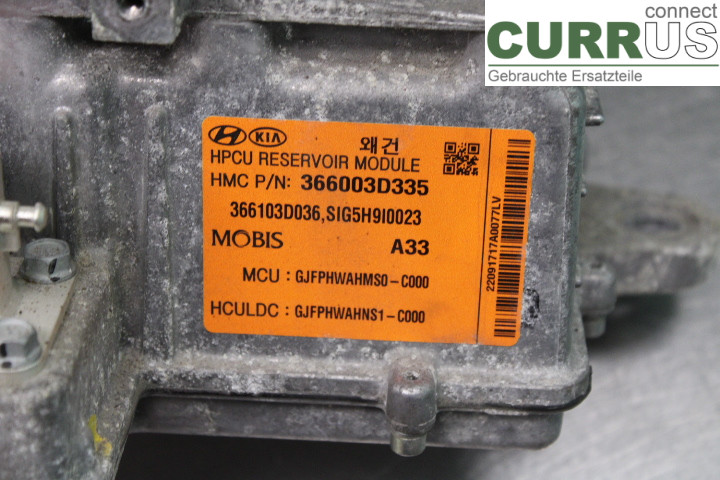 connect
CURRUS
Gebrauchte Ersatzteile
KIA
왜건
HPCU RESERVOIR MODULE
HMC P/N: 366003D335
366103D036,SIG5H9I0023
MOBIS A33
MCU : GJFPHWAHMS0-C000
HCULDC : GJFPHWAHNS1-C000
22091717A0077LV